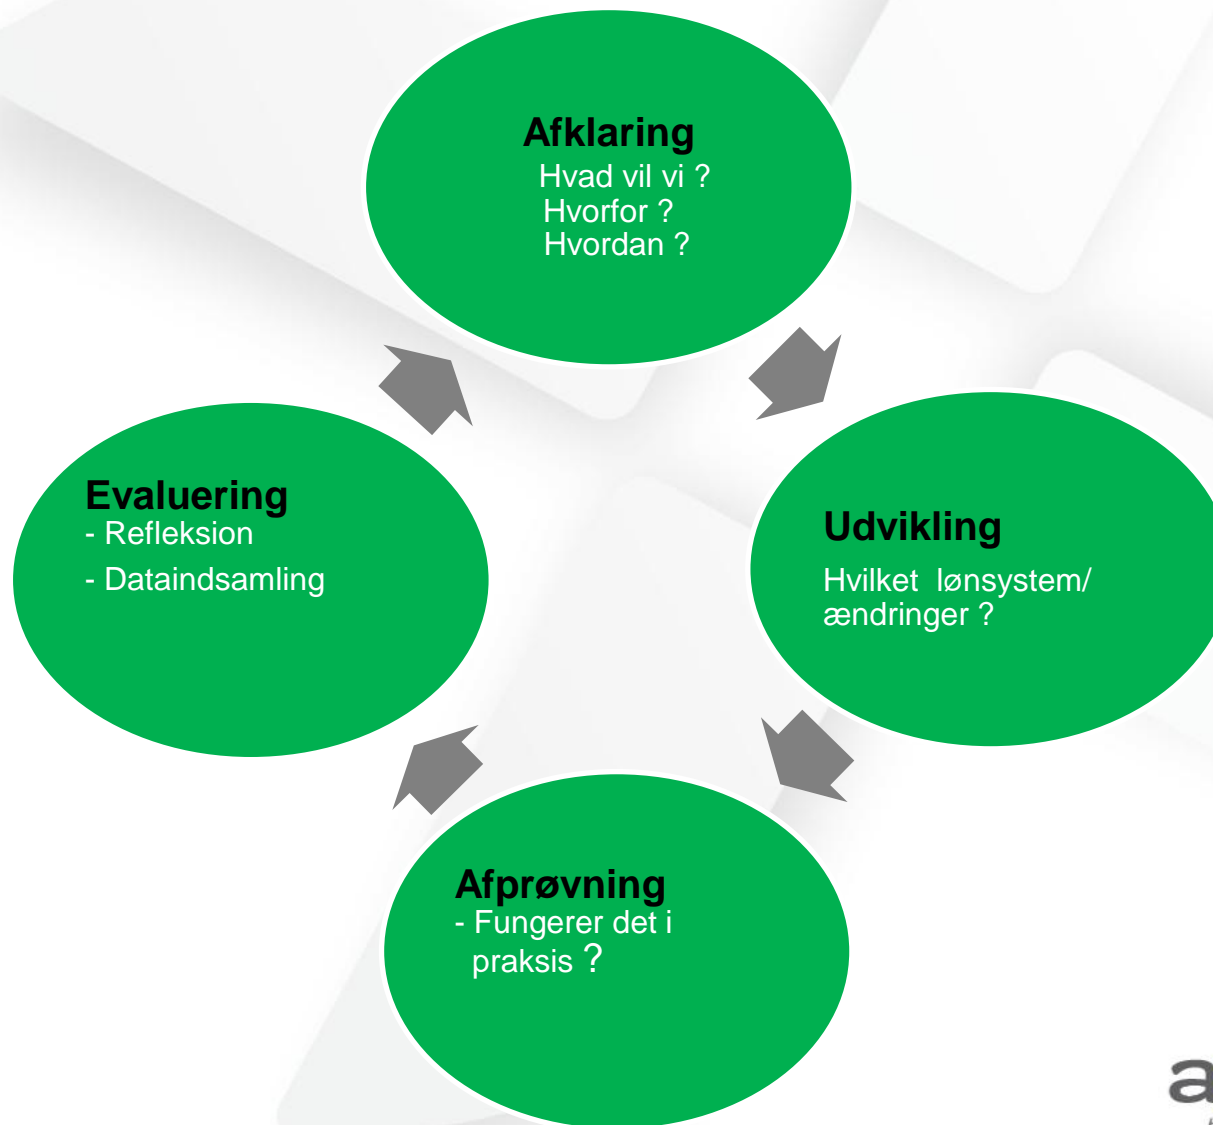 Afklaring
Hvad vil vi ?
Hvorfor ?
Hvordan ?
Udvikling
Hvilket lønsystem/
ændringer ?
Afprøvning
- Fungerer det i
praksis ?
Evaluering
- Refleksion
- Dataindsamling
a